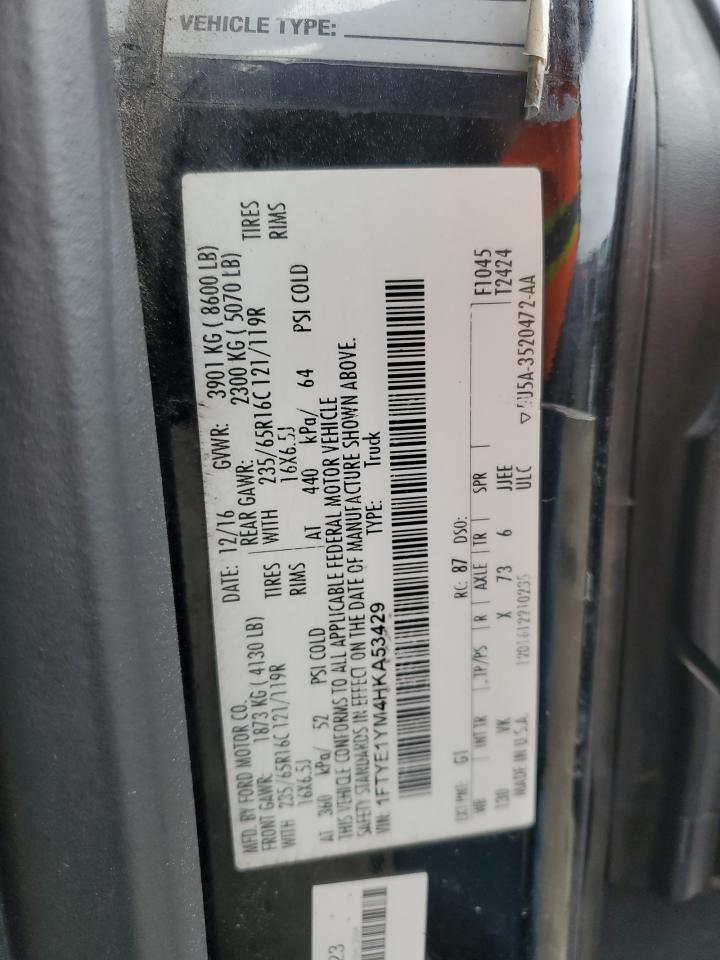 VEHICLE TYPE:
MFD. BY FORD MOTOR CO. DATE: 12/16 GVWR: 3901 KG ( 8600 LB)
FRONT GAWR: 1873 KG ( 4130 LB) REAR GAWR: 2300 KG ( 5070 LB)
WITH 235/65R16C 121/119R TIRES WITH 235/65R16C 121/119R TIRES
16X6.5J RIMS 16X6.5J RIMS
AT 360 kPa/ 52 PSI COLD AT 440 kPa/ 64 PSI COLD
THIS VEHICLE CONFORMS TO ALL APPLICABLE FEDERAL MOTOR VEHICLE
SAFETY STANDARDS IN EFFECT ON THE DATE OF MANUFACTURE SHOWN ABOVE.
VIN: 1FTYE1YM4HKA53429 TYPE: Truck
EXT PNT: G1 RC: 87 DSO: F1045
WB INT TR TP/PS R AXLE TR SPR T2424
130 VK X 73 6 JJEE
MADE IN U.S.A. 1201612210235 ULC
U5A-3520472-AA
23